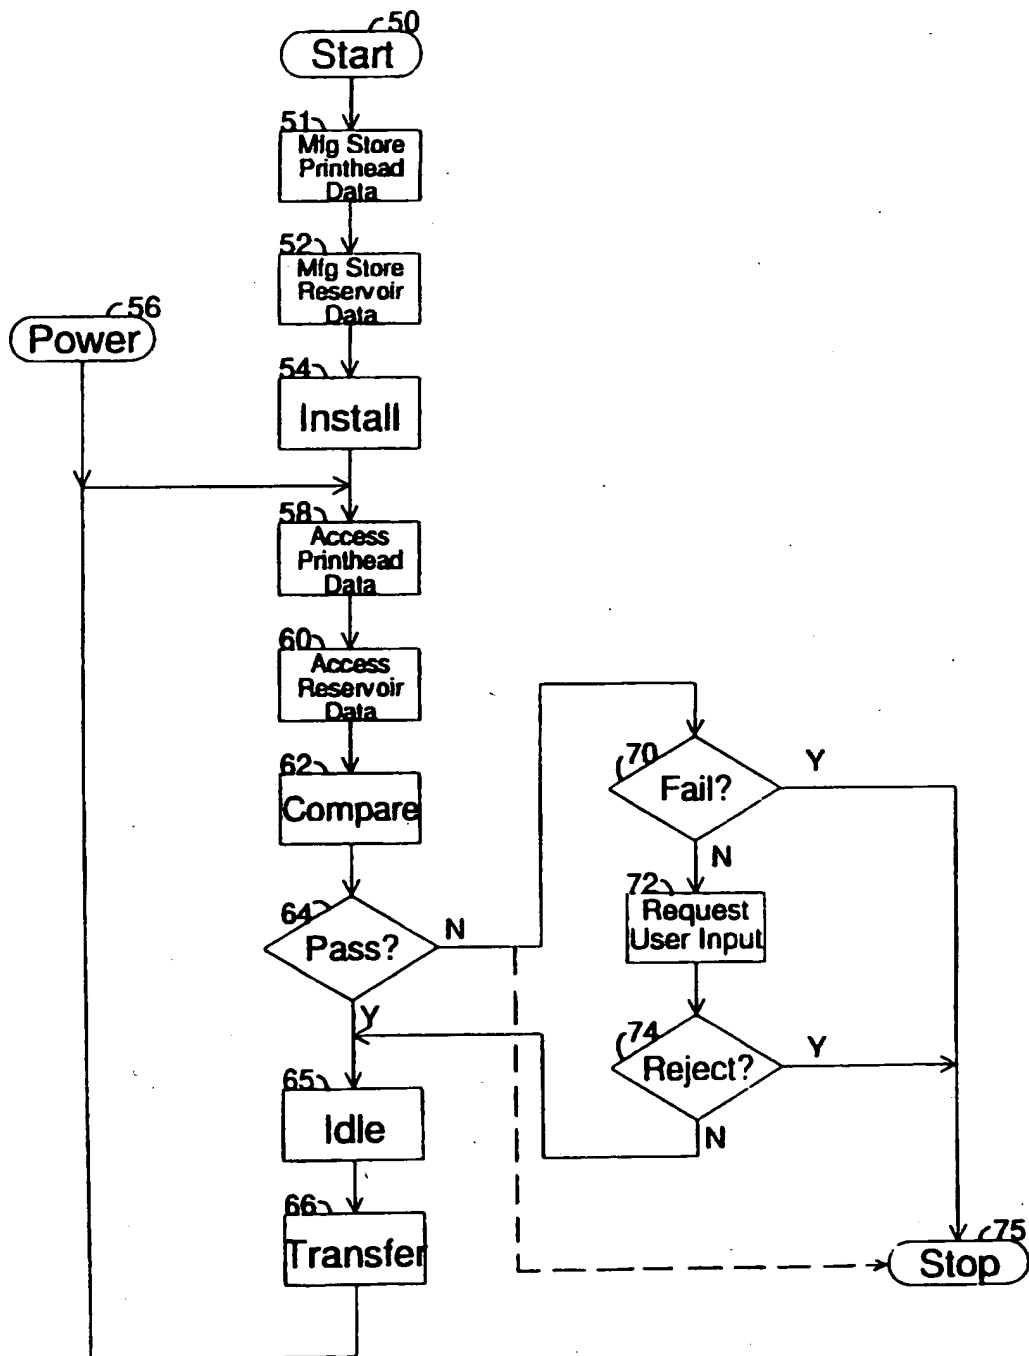 50
Start
51
Mfg Store
Printhead
Data
52
Mfg Store
Reservoir
Data
56
Power
54
Install
58
Access
Printhead
Data
60
Access
Reservoir
Data
62
Compare
64
Pass?
N
Y
70
Fail?
Y
N
72
Request
User Input
74
Reject?
Y
N
65
Idle
66
Transfer
75
Stop